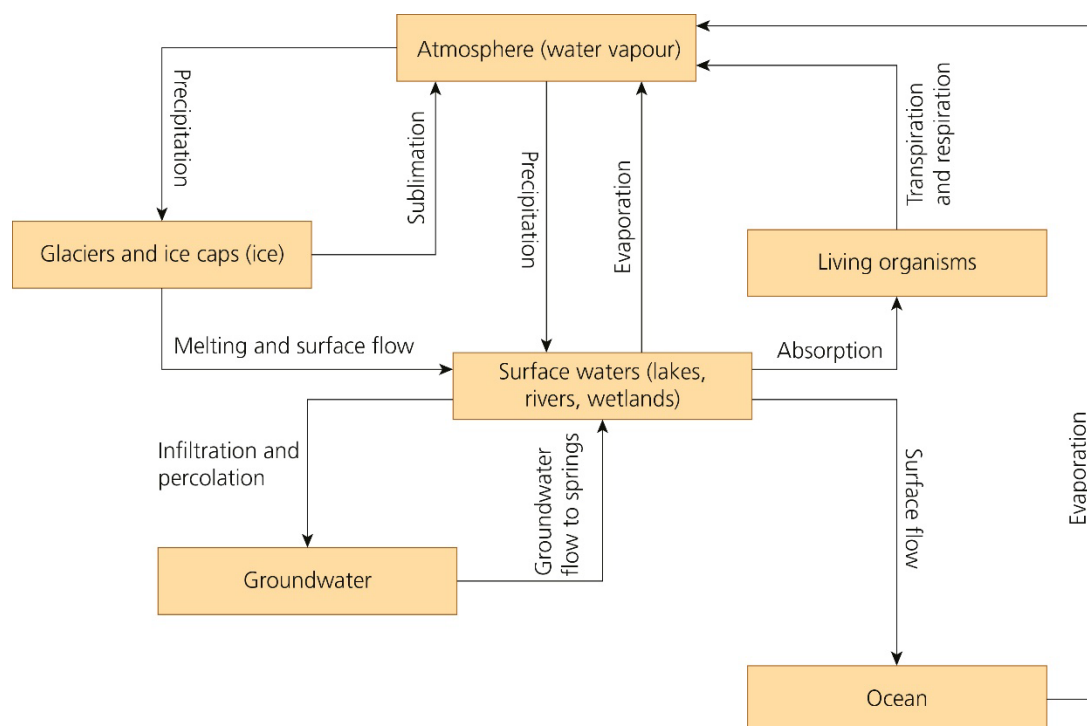 Atmosphere (water vapour)
Precipitation
Sublimation
Precipitation
Evaporation
Transpiration
and respiration
Glaciers and ice caps (ice)
Living organisms
Melting and surface flow
Surface waters (lakes,
rivers, wetlands)
Absorption
Infiltration and
percolation
Groundwater
flow to springs
Surface flow
Evaporation
Groundwater
Ocean